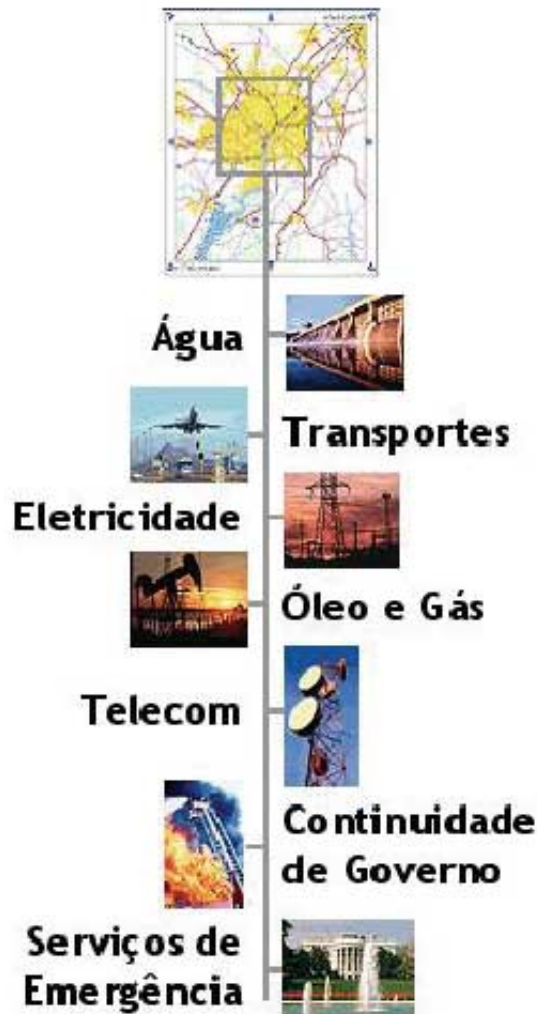 Água
Transportes
Eletricidade
Óleo e Gás
Telecom
Continuidade
de Governo
Serviços de
Emergência